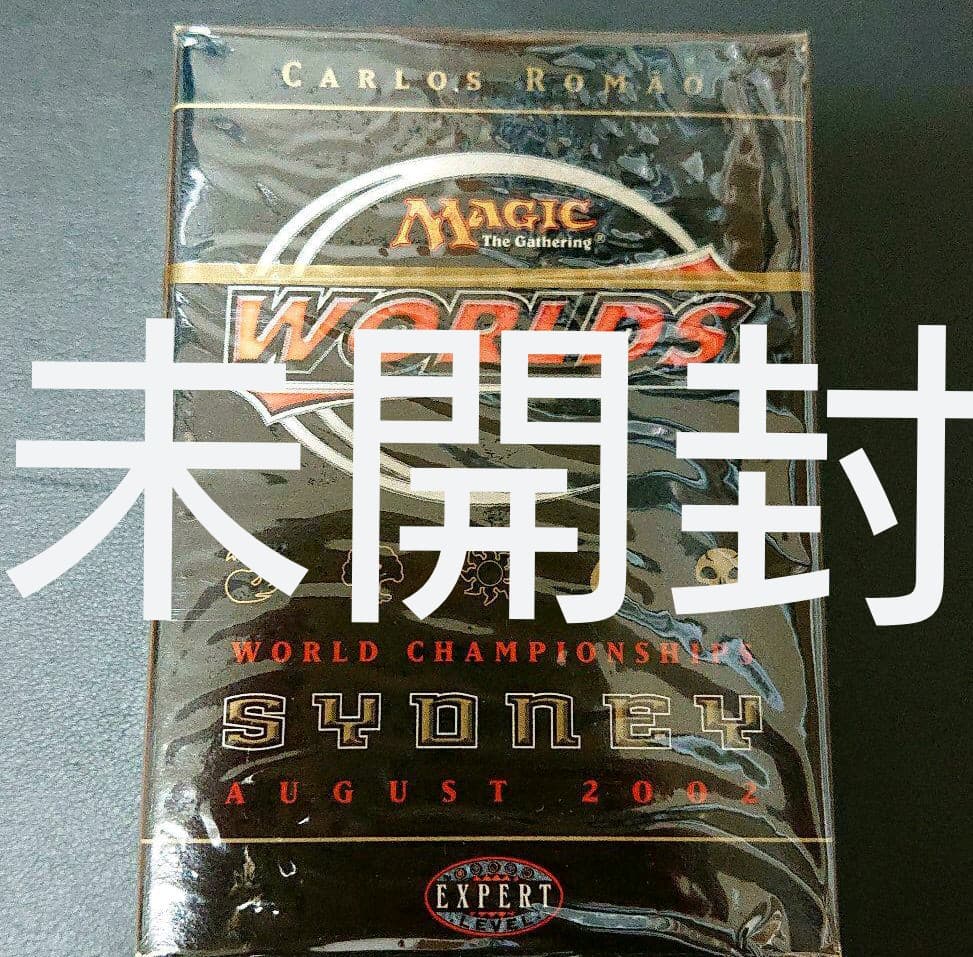 CARLOS ROMÃO
MAGIC
The Gathering®
WORLDS
未開封
WORLD CHAMPIONSHIPS
SYDNEY
AUGUST 2002
EXPERT
LEVEL